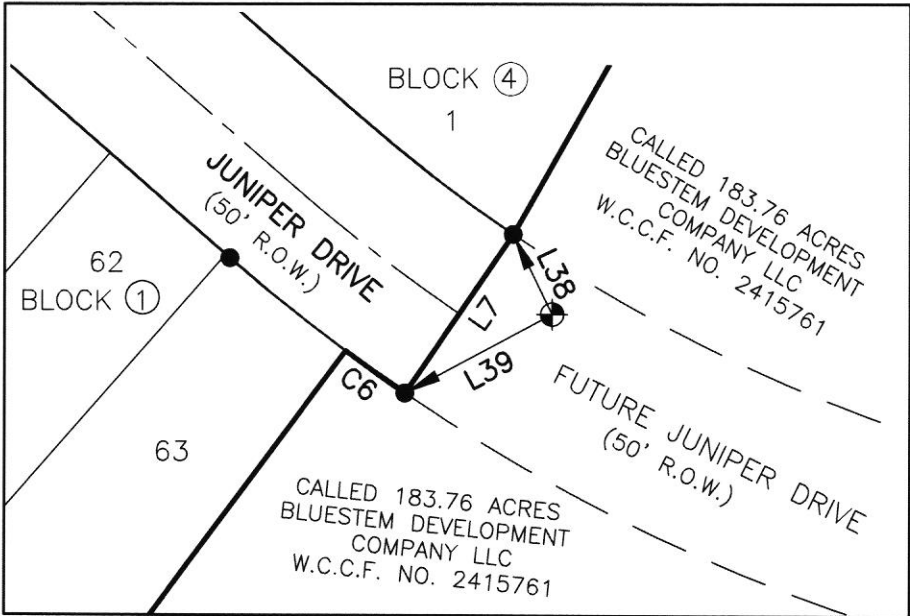 BLOCK ④
1
JUNIPER DRIVE
(50' R.O.W.)
62
BLOCK ①
63
C6
L7
L38
L39
CALLED 183.76 ACRES
BLUESTEM DEVELOPMENT
COMPANY LLC
W.C.C.F. NO. 2415761
FUTURE JUNIPER DRIVE
(50' R.O.W.)
CALLED 183.76 ACRES
BLUESTEM DEVELOPMENT
COMPANY LLC
W.C.C.F. NO. 2415761